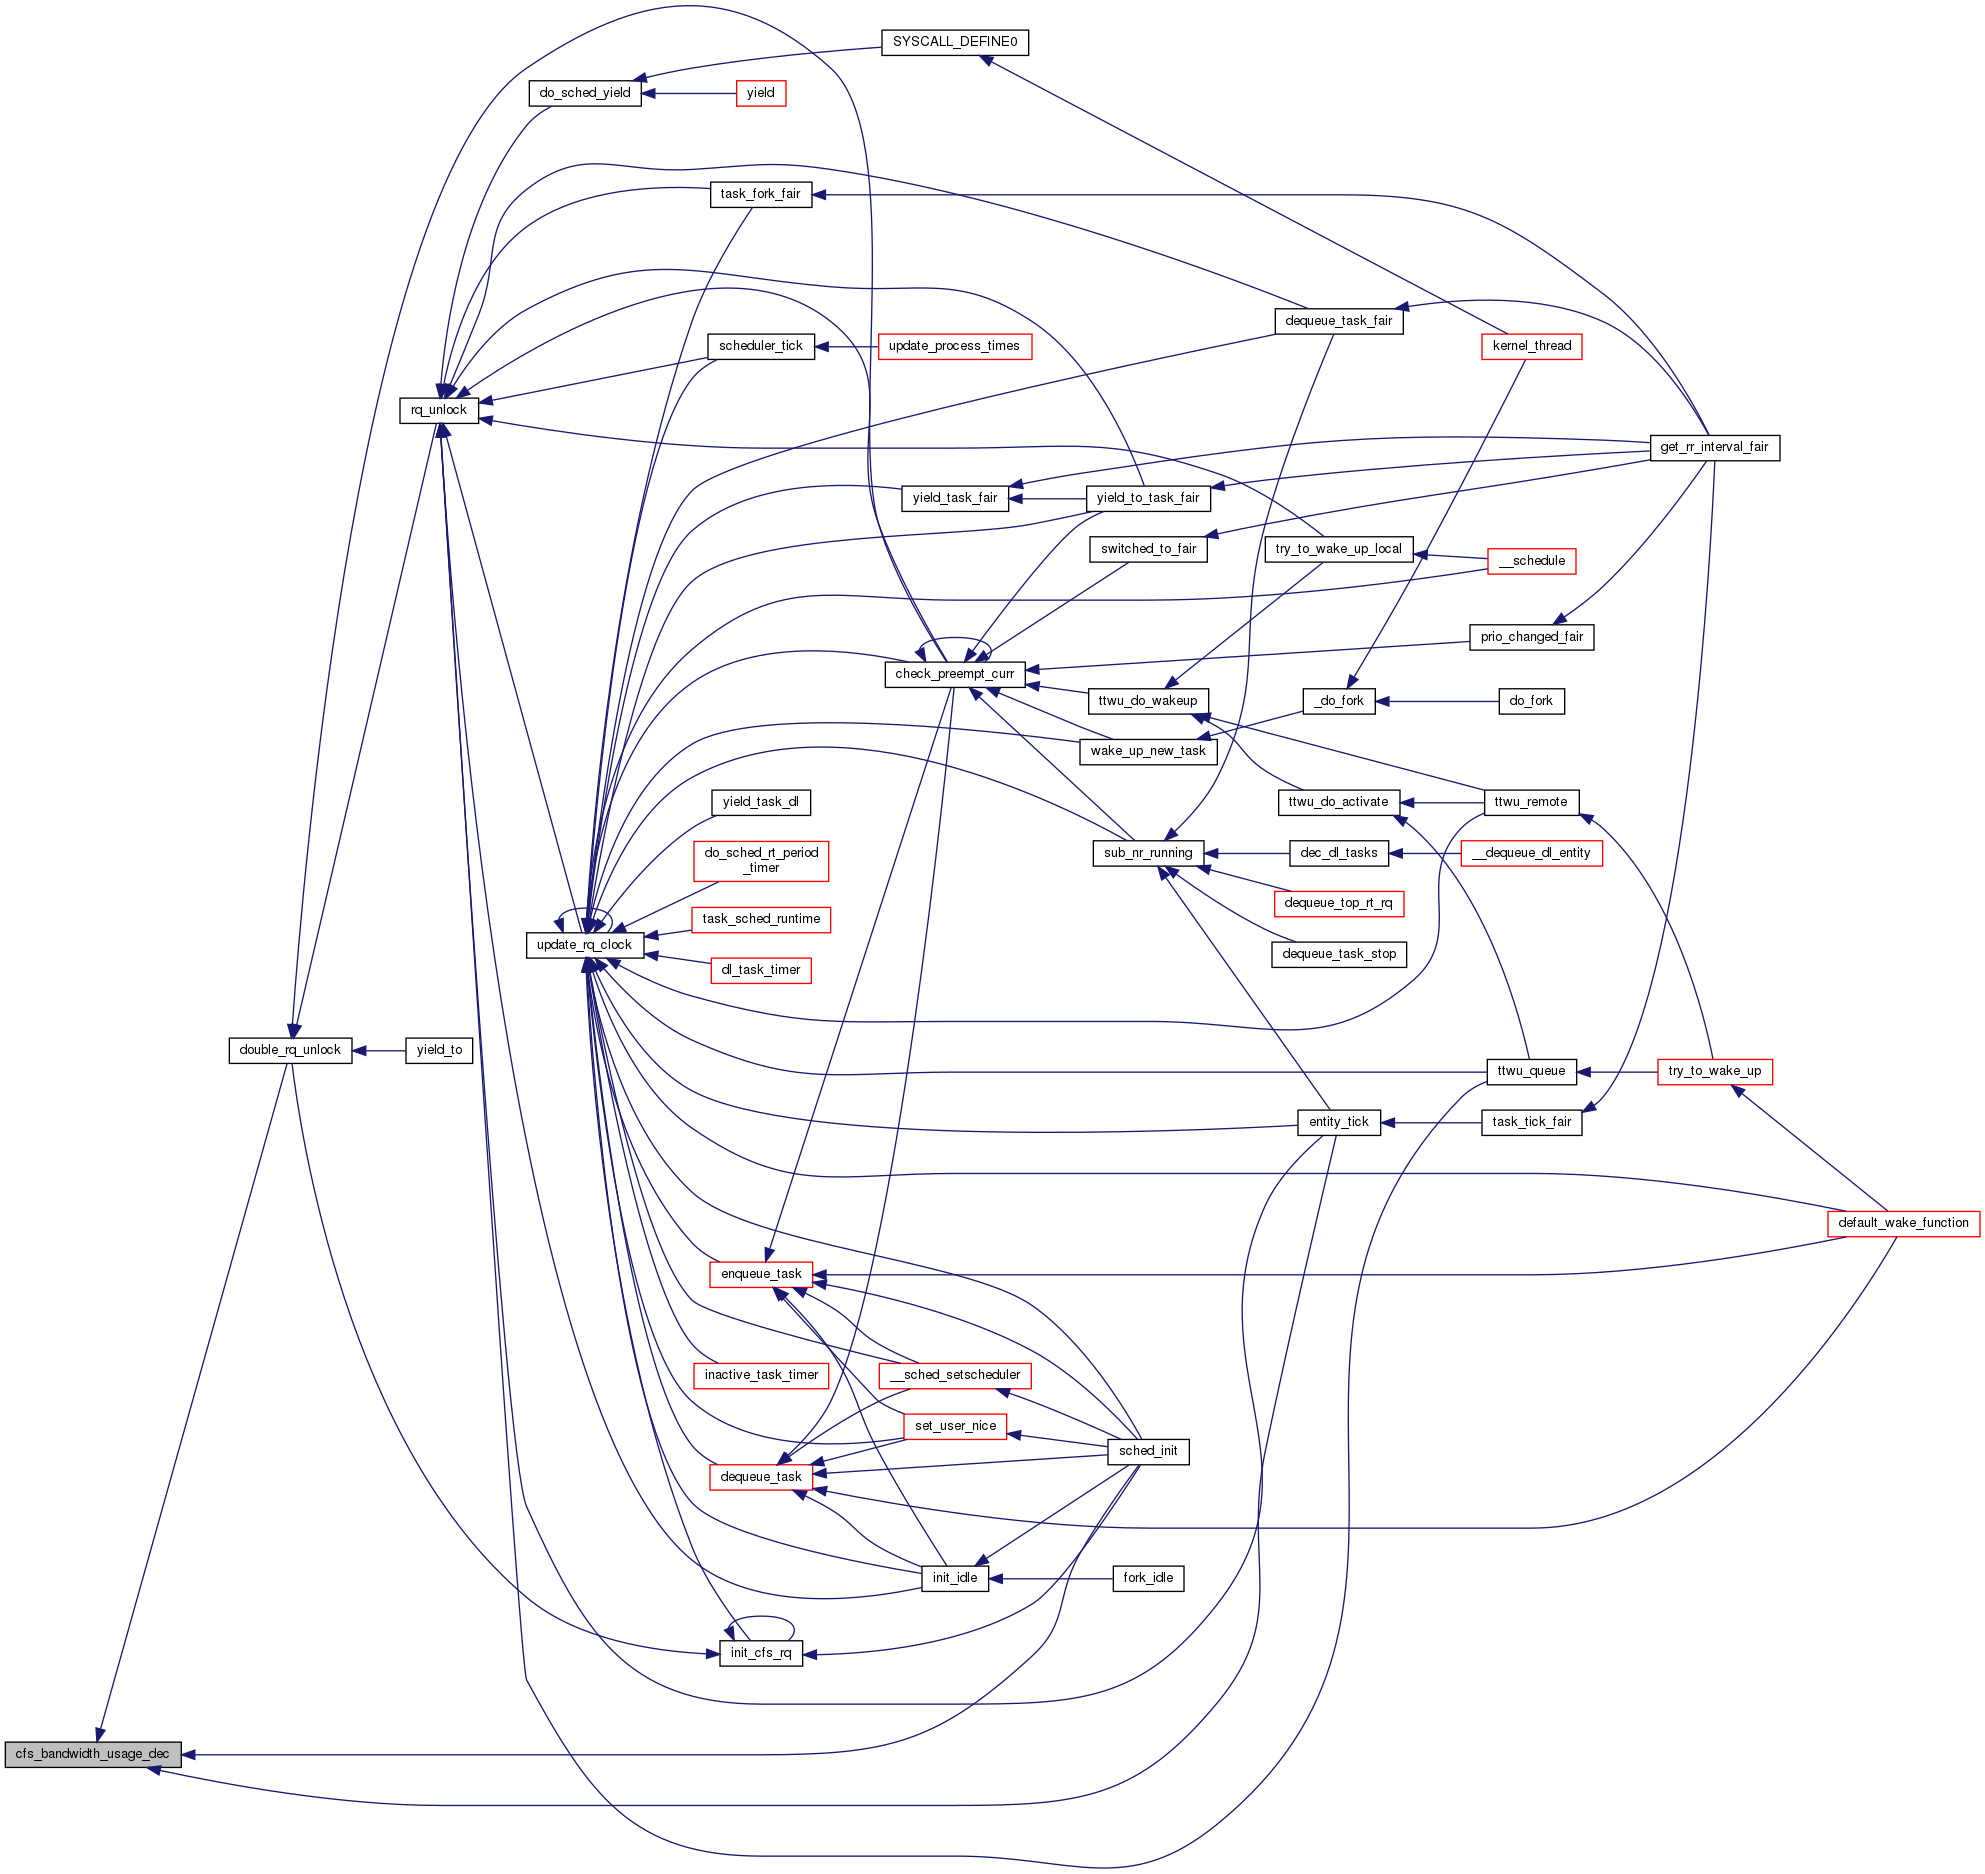 SYSCALL_DEFINE0
do_sched_yield
yield
task_fork_fair
dequeue_task_fair
scheduler_tick
update_process_times
kernel_thread
rq_unlock
get_rr_interval_fair
yield_task_fair
yield_to_task_fair
switched_to_fair
try_to_wake_up_local
__schedule
prio_changed_fair
check_preempt_curr
ttwu_do_wakeup
_do_fork
do_fork
wake_up_new_task
yield_task_dl
ttwu_do_activate
ttwu_remote
do_sched_rt_period
_timer
sub_nr_running
dec_dl_tasks
__dequeue_dl_entity
dequeue_top_rt_rq
task_sched_runtime
update_rq_clock
dequeue_task_stop
dl_task_timer
double_rq_unlock
yield_to
ttwu_queue
try_to_wake_up
entity_tick
task_tick_fair
default_wake_function
enqueue_task
inactive_task_timer
__sched_setscheduler
set_user_nice
sched_init
dequeue_task
init_idle
fork_idle
init_cfs_rq
cfs_bandwidth_usage_dec